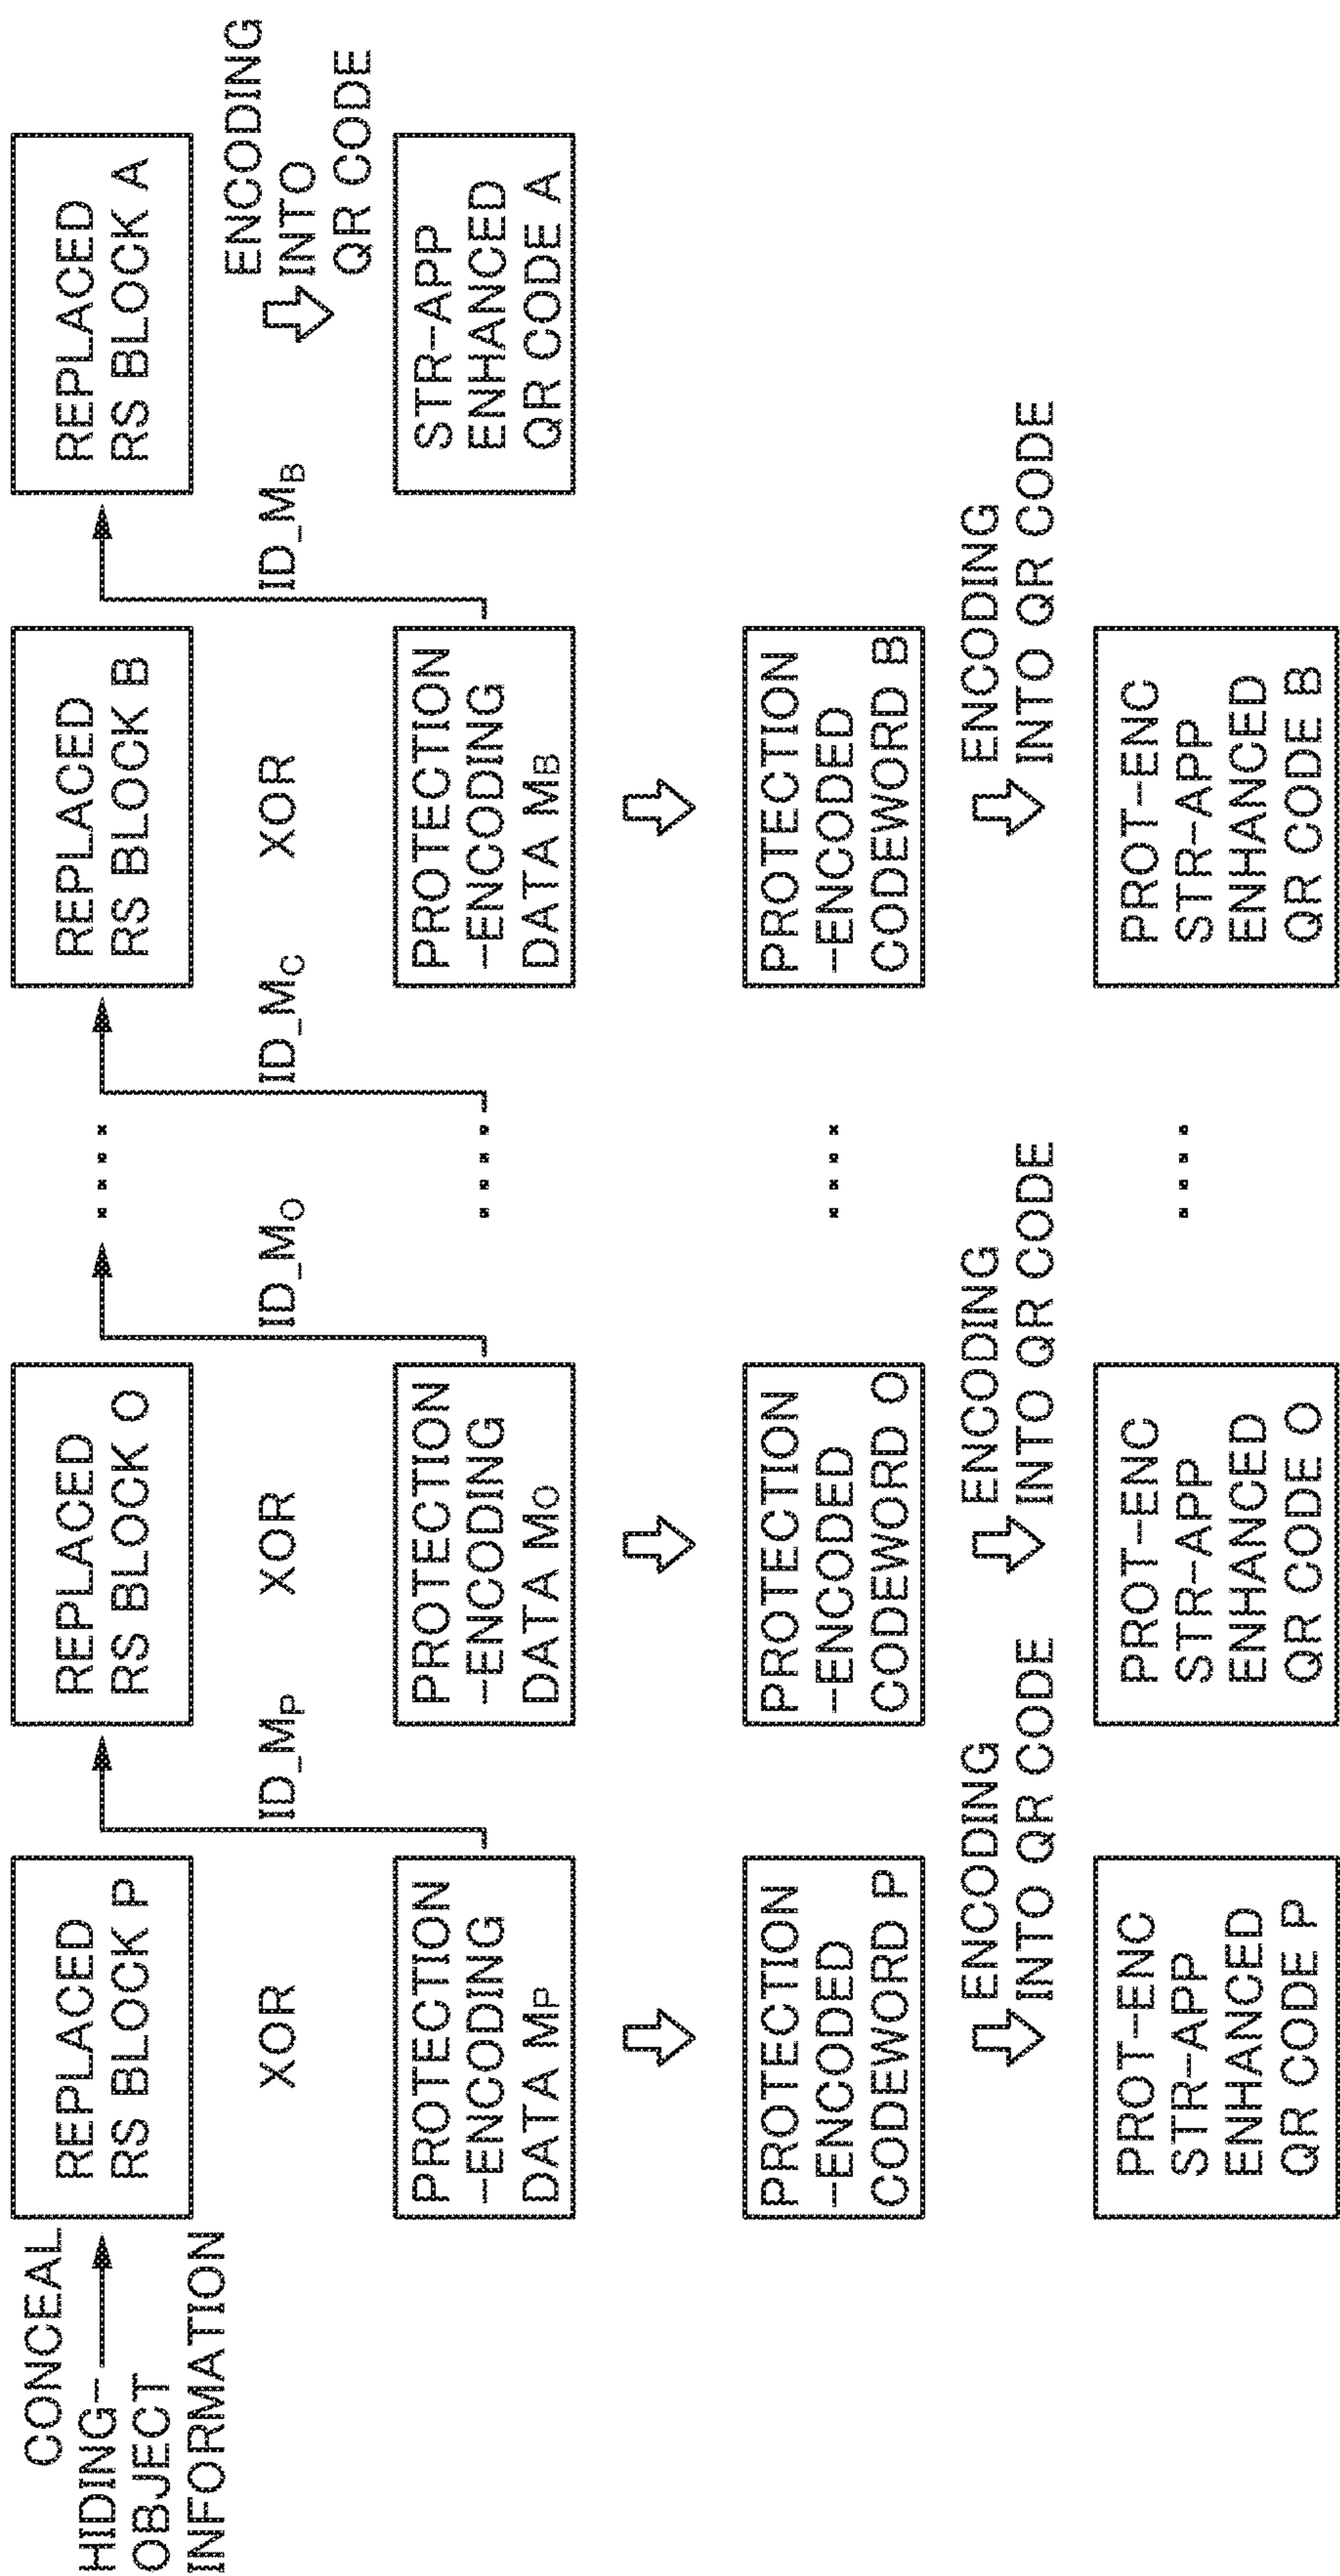 CONCEAL
HIDING-
OBJECT
INFORMATION
REPLACED
RS BLOCK P
XOR
PROTECTION
-ENCODING
DATA MP
PROTECTION
-ENCODED
CODEWORD P
ENCODING
INTO QR CODE
PROT-ENC
STR-APP
ENHANCED
QR CODE P
ID_MP
REPLACED
RS BLOCK O
XOR
PROTECTION
-ENCODING
DATA MO
PROTECTION
-ENCODED
CODEWORD O
ENCODING
INTO QR CODE
PROT-ENC
STR-APP
ENHANCED
QR CODE O
ID_MO
....
....
....
....
ID_MC
REPLACED
RS BLOCK B
XOR
PROTECTION
-ENCODING
DATA MB
PROTECTION
-ENCODED
CODEWORD B
ENCODING
INTO QR CODE
PROT-ENC
STR-APP
ENHANCED
QR CODE B
ID_MB
REPLACED
RS BLOCK A
ENCODING
INTO
QR CODE
STR-APP
ENHANCED
QR CODE A